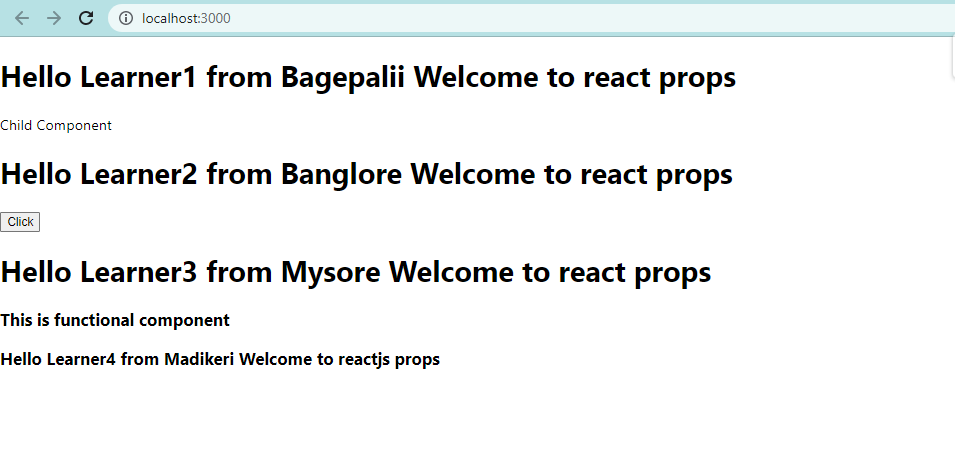 localhost:3000
Hello Learner1 from Bagepalii Welcome to react props
Child Component
Hello Learner2 from Banglore Welcome to react props
Click
Hello Learner3 from Mysore Welcome to react props
This is functional component
Hello Learner4 from Madikeri Welcome to reactjs props